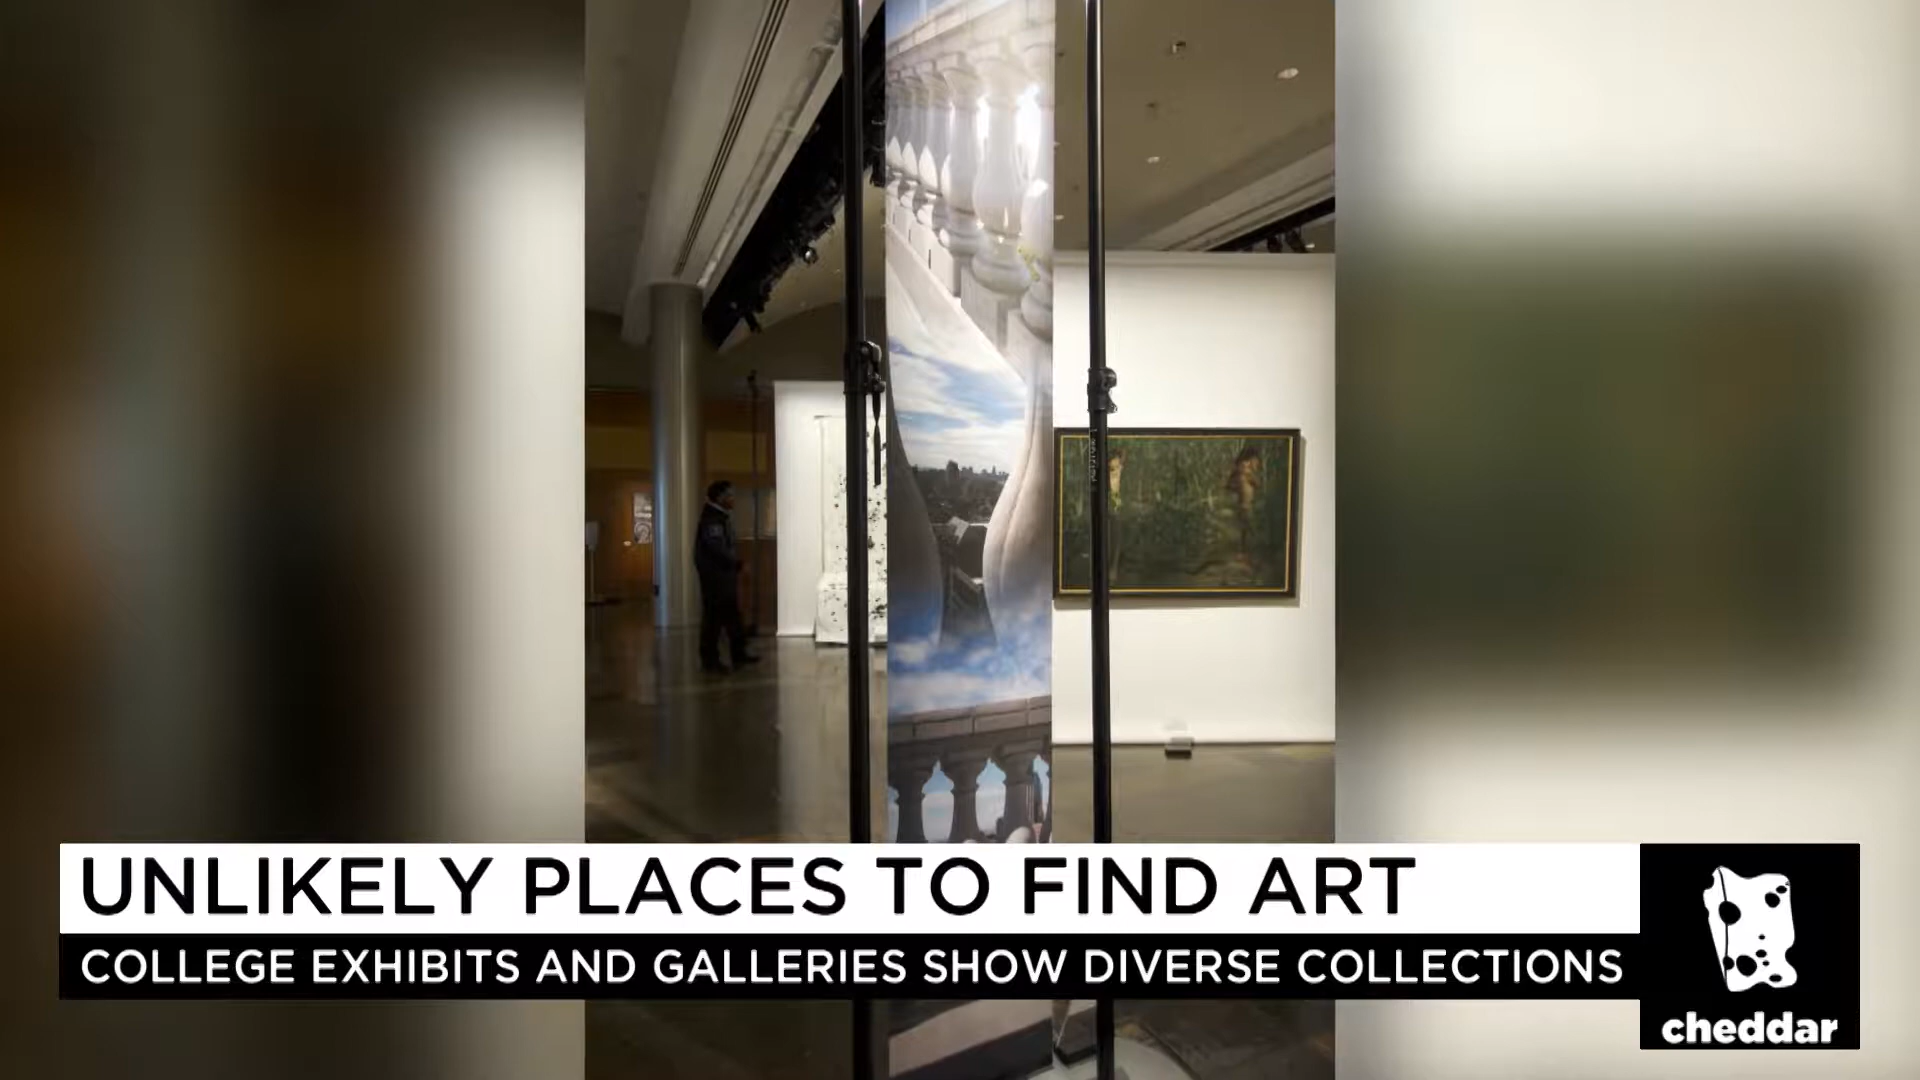 UNLIKELY PLACES TO FIND ART
COLLEGE EXHIBITS AND GALLERIES SHOW DIVERSE COLLECTIONS
cheddar